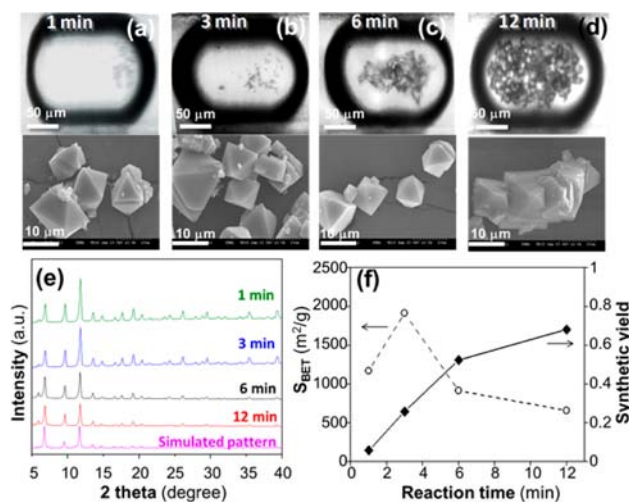 1 min (a)
3 min (b)
6 min (c)
12 min (d)
50 μm
50 μm
50 μm
50 μm
10 μm
10 μm
10 μm
10 μm
(e)
1 min
3 min
6 min
12 min
Simulated pattern
Intensity (a.u.)
5 10 15 20 25 30 35 40
2 theta (degree)
(f)
2500
2000
1500
1000
500
0
S_BET (m²/g)
1
0.8
0.6
0.4
0.2
0
Synthetic yield
0 2 4 6 8 10 12
Reaction time (min)